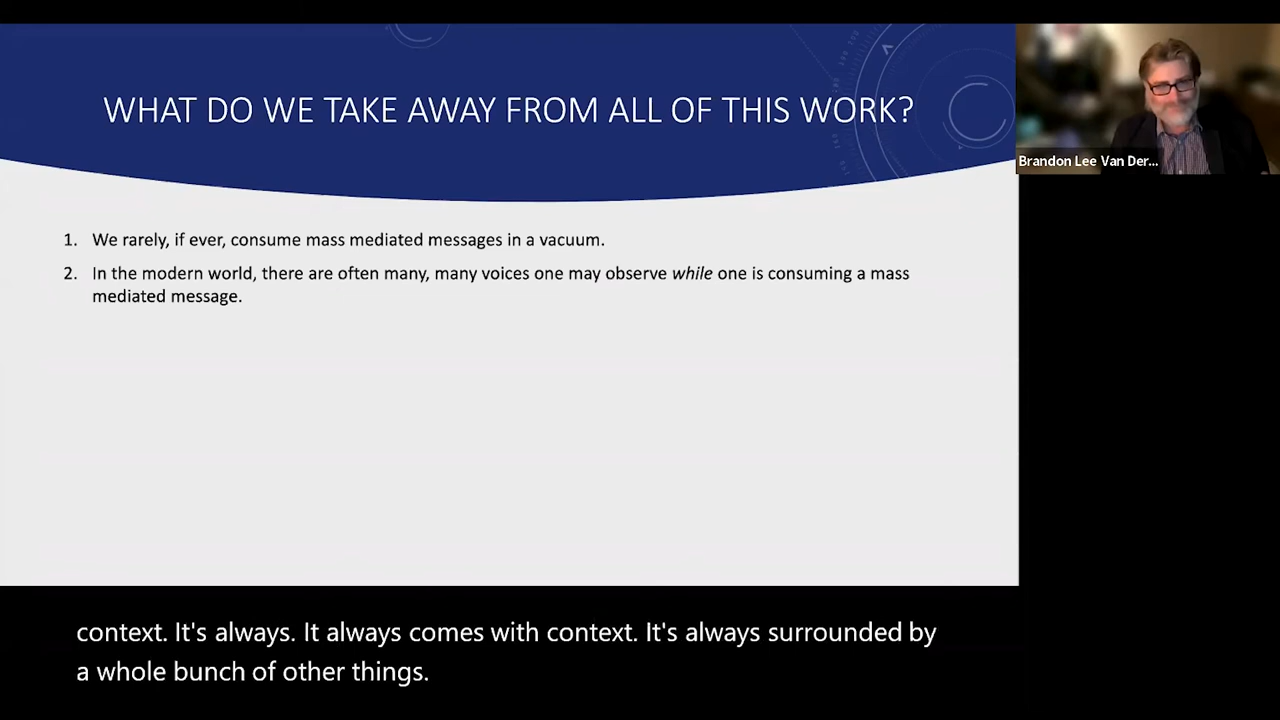 WHAT DO WE TAKE AWAY FROM ALL OF THIS WORK?
Brandon Lee Van Der...
1. We rarely, if ever, consume mass mediated messages in a vacuum.
2. In the modern world, there are often many, many voices one may observe while one is consuming a mass
mediated message.
context. It's always. It always comes with context. It's always surrounded by
a whole bunch of other things.